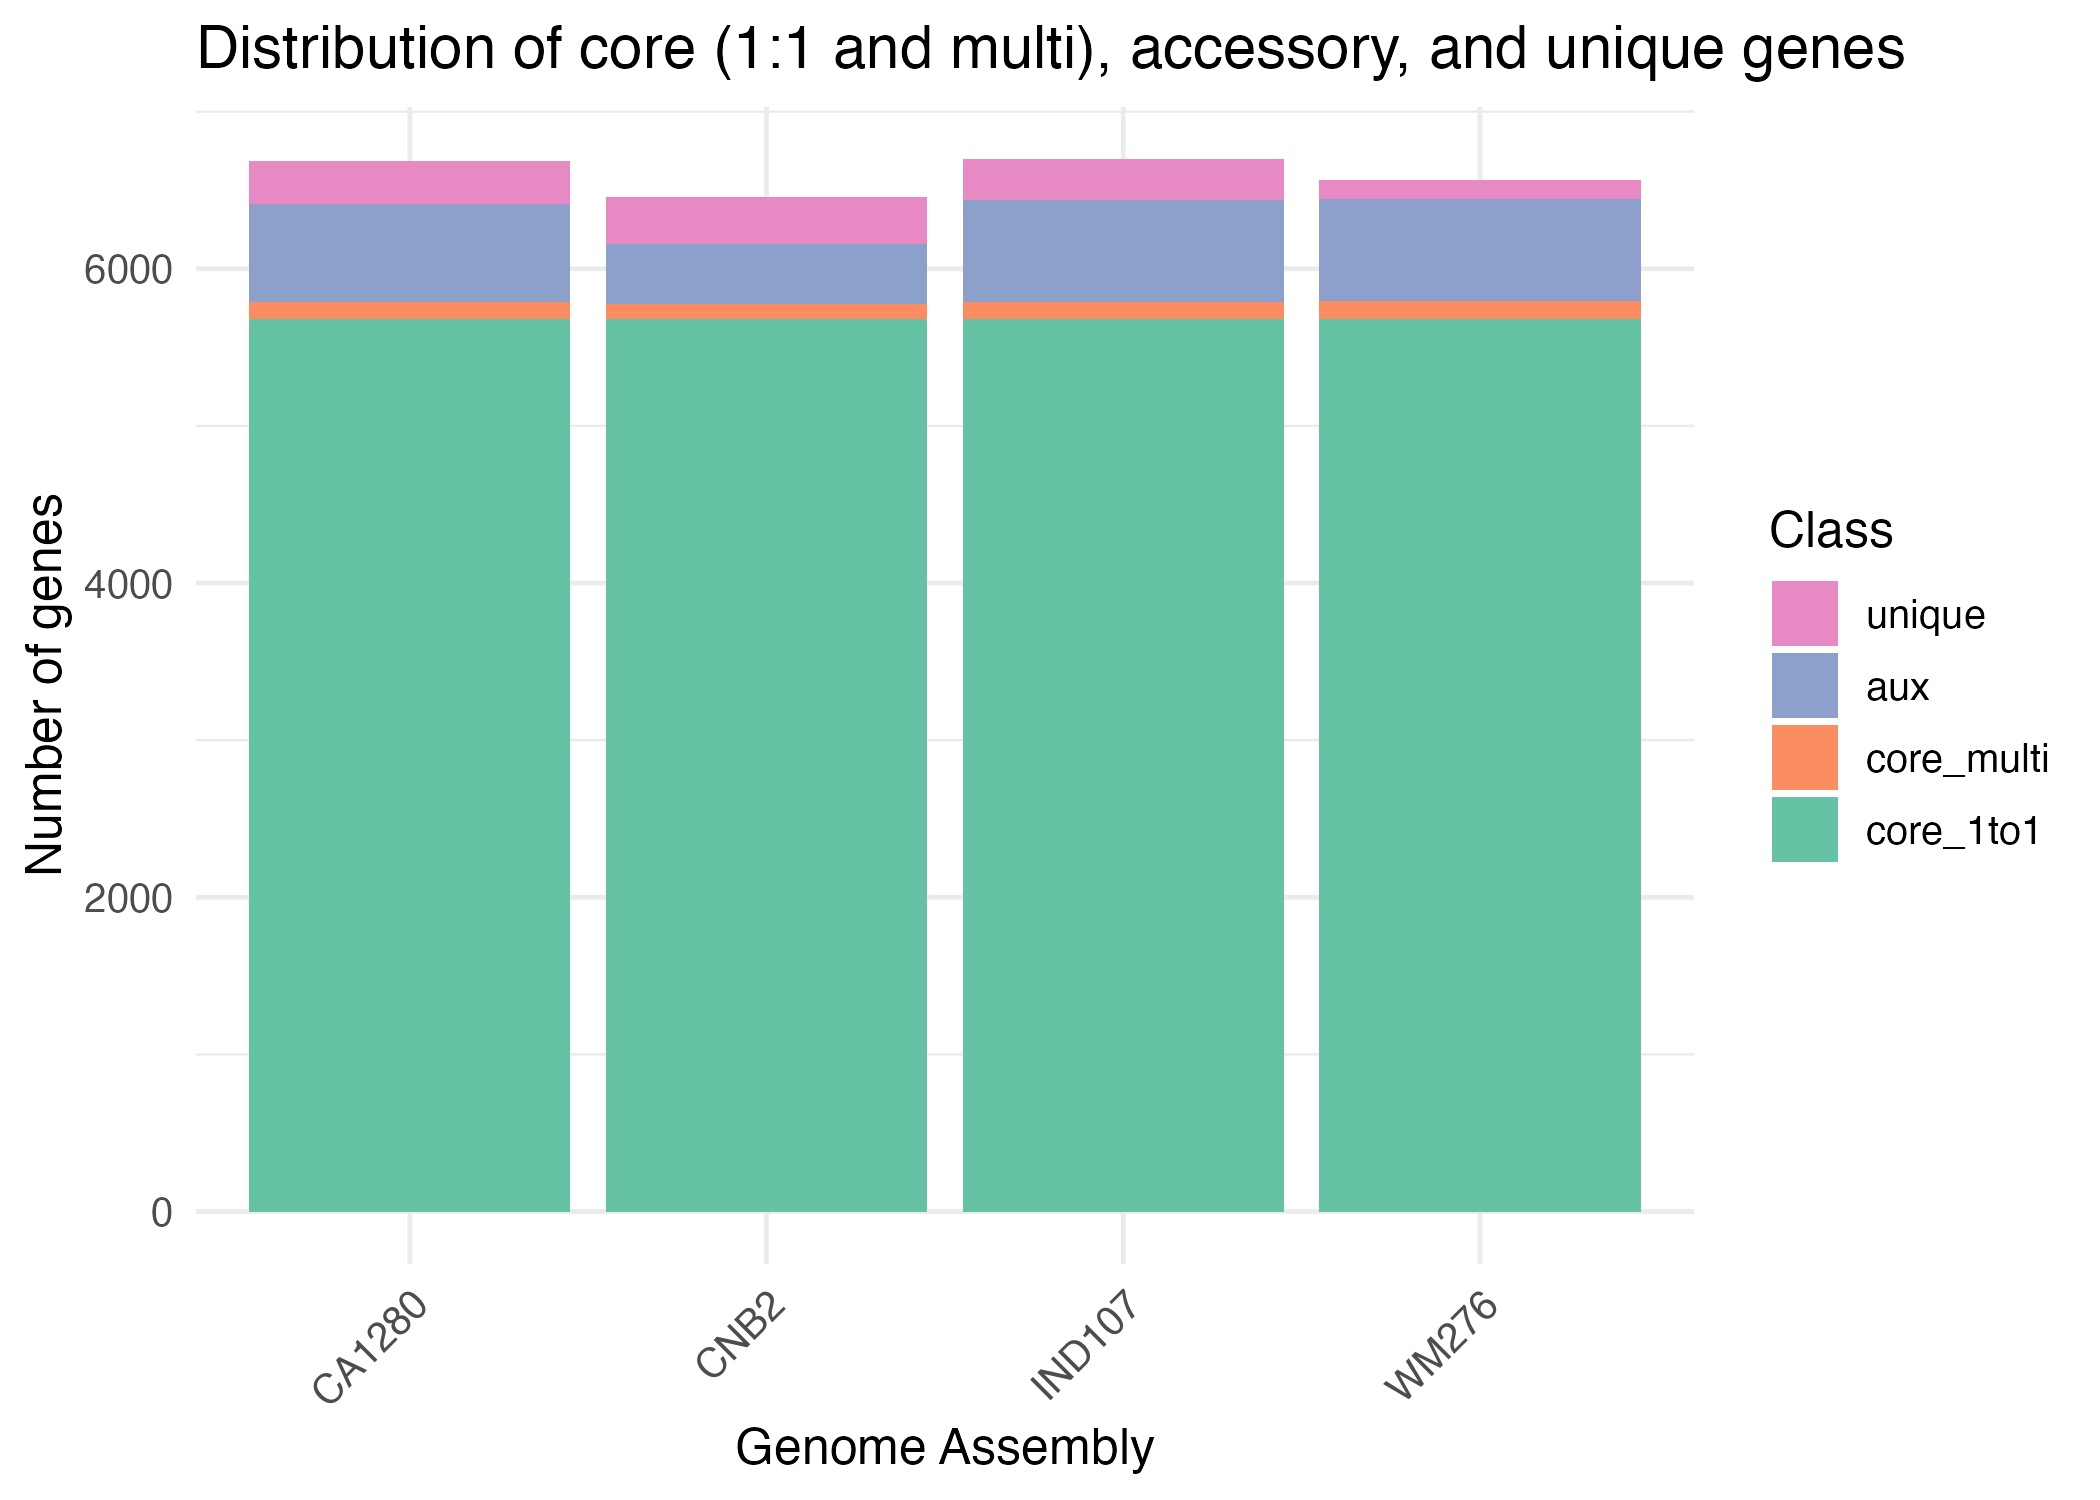 Distribution of core (1:1 and multi), accessory, and unique genes
Number of genes
6000
4000
2000
0
CA1280
CNB2
IND107
WM276
Genome Assembly
Class
unique
aux
core_multi
core_1to1